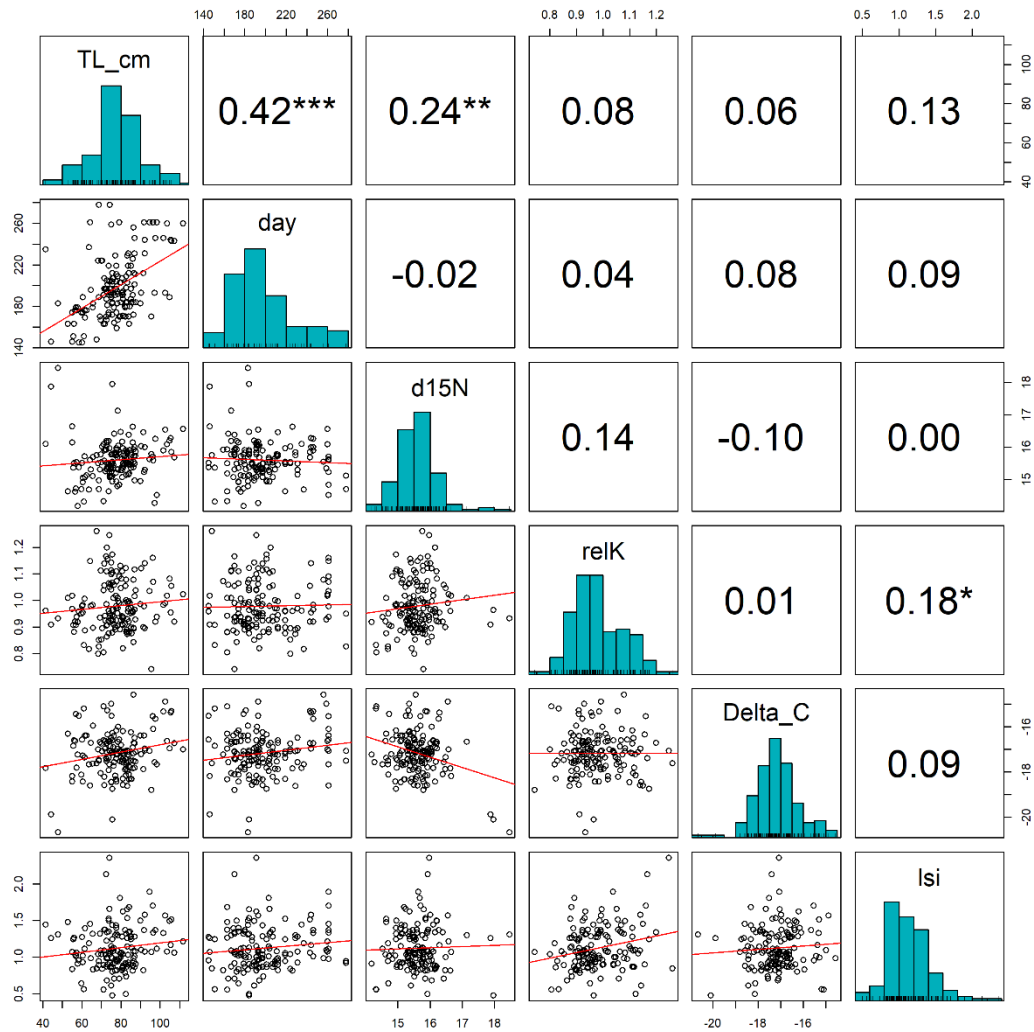 140 180 220 260 0.8 0.9 1.0 1.1 1.2 0.5 1.0 1.5 2.0
TL_cm 0.42*** 0.24** 0.08 0.06 0.13 40 60 80 100
140 180 220 260 day -0.02 0.04 0.08 0.09
d15N 0.14 -0.10 0.00 15 16 17 18
0.8 0.9 1.0 1.1 1.2 relK 0.01 0.18*
Delta_C 0.09 -20 -18 -16
0.5 1.0 1.5 2.0 lsi
40 60 80 100 15 16 17 18 -20 -18 -16